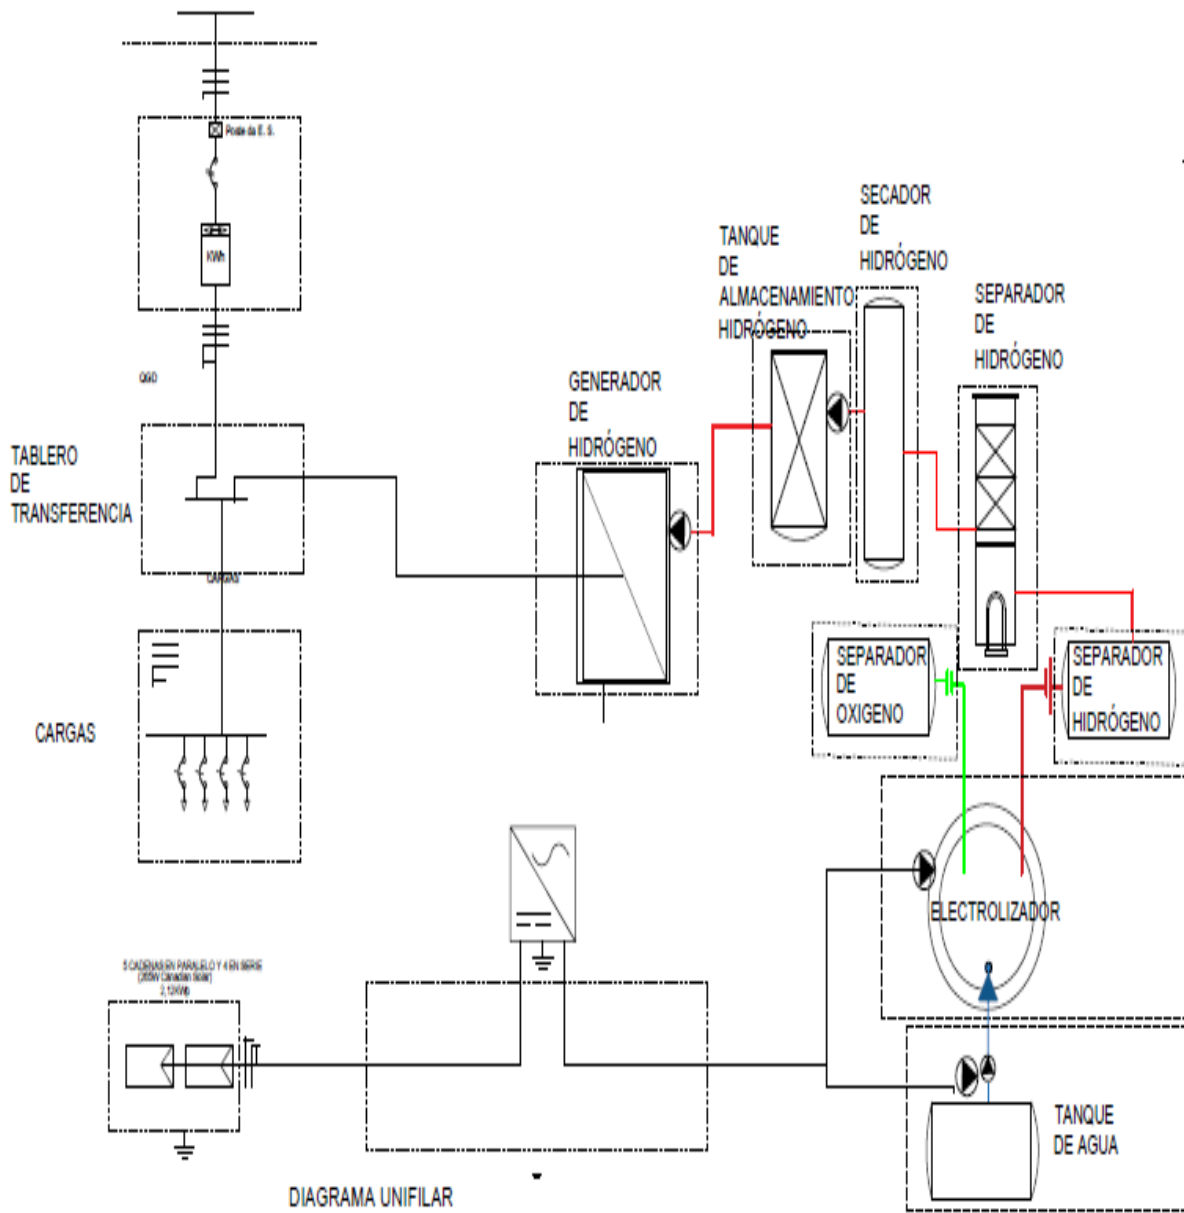 Poste da E. S.
KWh
QGD
TABLERO
DE
TRANSFERENCIA
CARGAS
CARGAS
GENERADOR
DE
HIDRÓGENO
TANQUE
DE
ALMACENAMIENTO
HIDRÓGENO
SECADOR
DE
HIDRÓGENO
SEPARADOR
DE
HIDRÓGENO
SEPARADOR
DE
OXIGENO
SEPARADOR
DE
HIDRÓGENO
ELECTROLIZADOR
5 CADENAS EN PARALELO Y 4 EN SERIE
Canadian Solar)
TANQUE
DE AGUA
DIAGRAMA UNIFILAR